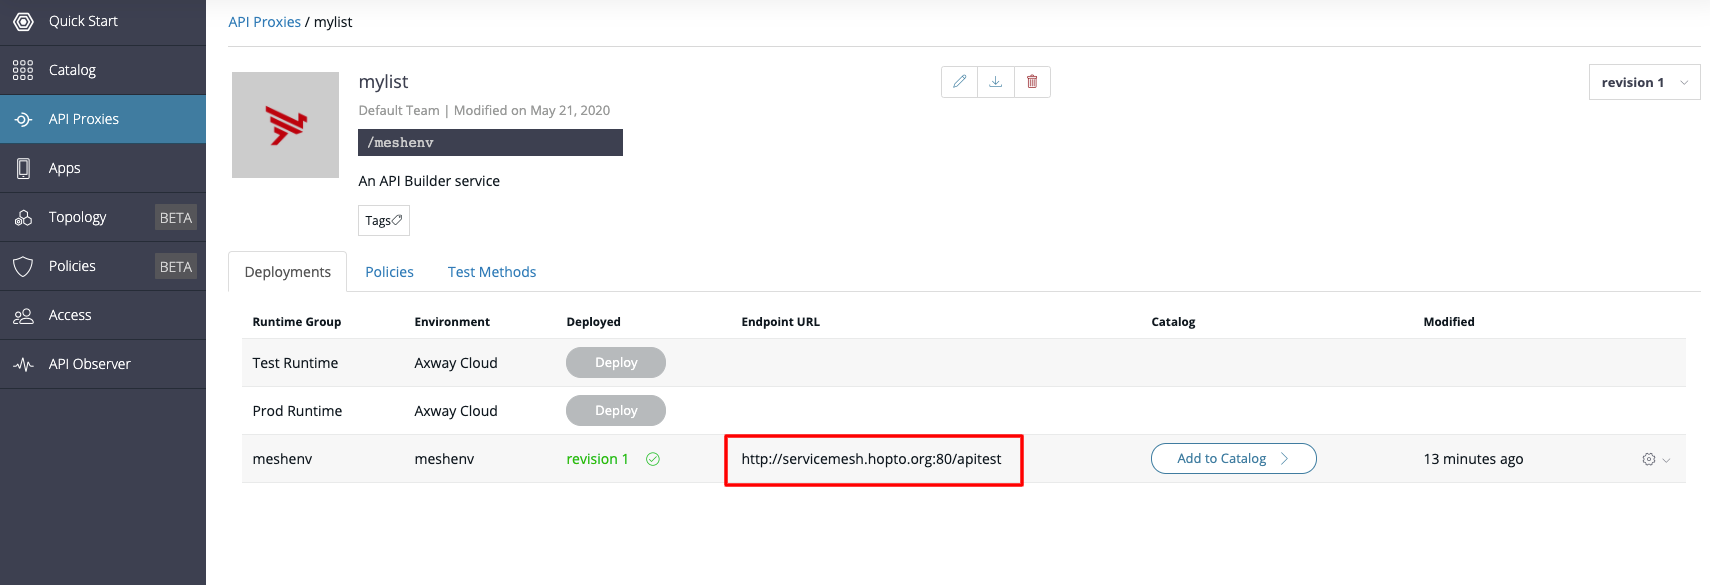 Quick Start
Catalog
API Proxies
Apps
Topology BETA
Policies BETA
Access
API Observer
API Proxies / mylist
mylist
Default Team | Modified on May 21, 2020
/meshenv
An API Builder service
Tags
revision 1
Deployments Policies Test Methods
Runtime Group Environment Deployed Endpoint URL Catalog Modified
Test Runtime Axway Cloud Deploy
Prod Runtime Axway Cloud Deploy
meshenv meshenv revision 1 http://servicemesh.hopto.org:80/apitest Add to Catalog 13 minutes ago